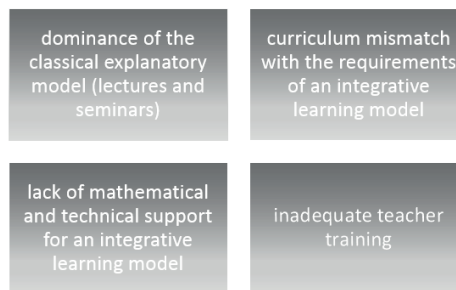 dominance of the
classical explanatory
model (lectures and
seminars)
curriculum mismatch
with the requirements
of an integrative
learning model
lack of mathematical
and technical support
for an integrative
learning model
inadequate teacher
training